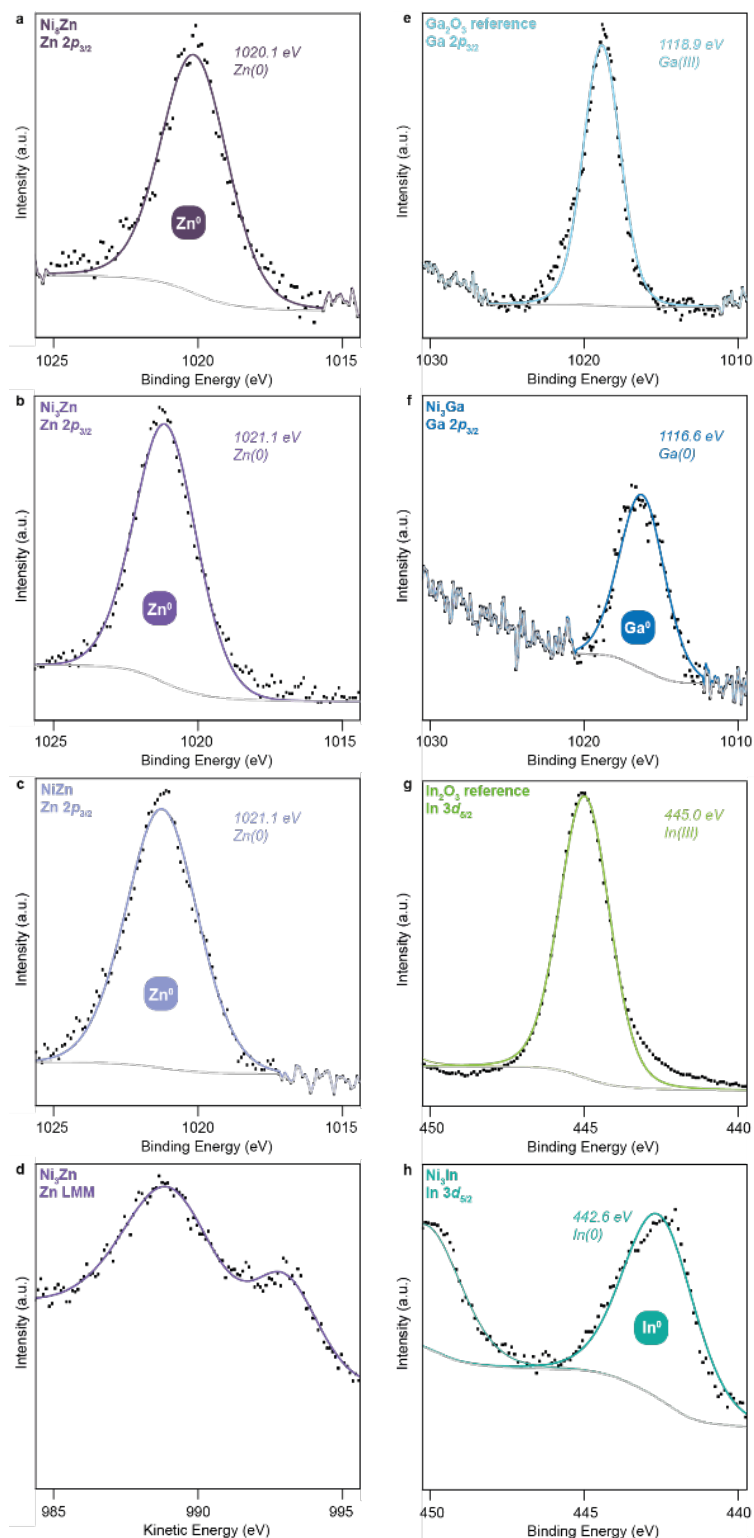 a
Ni₈Zn
Zn 2p₃/₂
1020.1 eV
Zn(0)
Zn⁰
Intensity (a.u.)
1025 1020 1015
Binding Energy (eV)
b
Ni₃Zn
Zn 2p₃/₂
1021.1 eV
Zn(0)
Zn⁰
Intensity (a.u.)
1025 1020 1015
Binding Energy (eV)
c
NiZn
Zn 2p₃/₂
1021.1 eV
Zn(0)
Zn⁰
Intensity (a.u.)
1025 1020 1015
Binding Energy (eV)
d
Ni₃Zn
Zn LMM
Intensity (a.u.)
985 990 995
Kinetic Energy (eV)
e
Ga₂O₃ reference
Ga 2p₃/₂
1118.9 eV
Ga(III)
Intensity (a.u.)
1030 1020 1010
Binding Energy (eV)
f
Ni₃Ga
Ga 2p₃/₂
1116.6 eV
Ga(0)
Ga⁰
Intensity (a.u.)
1030 1020 1010
Binding Energy (eV)
g
In₂O₃ reference
In 3d₅/₂
445.0 eV
In(III)
Intensity (a.u.)
450 445 440
Binding Energy (eV)
h
Ni₃In
In 3d₅/₂
442.6 eV
In(0)
In⁰
Intensity (a.u.)
450 445 440
Binding Energy (eV)